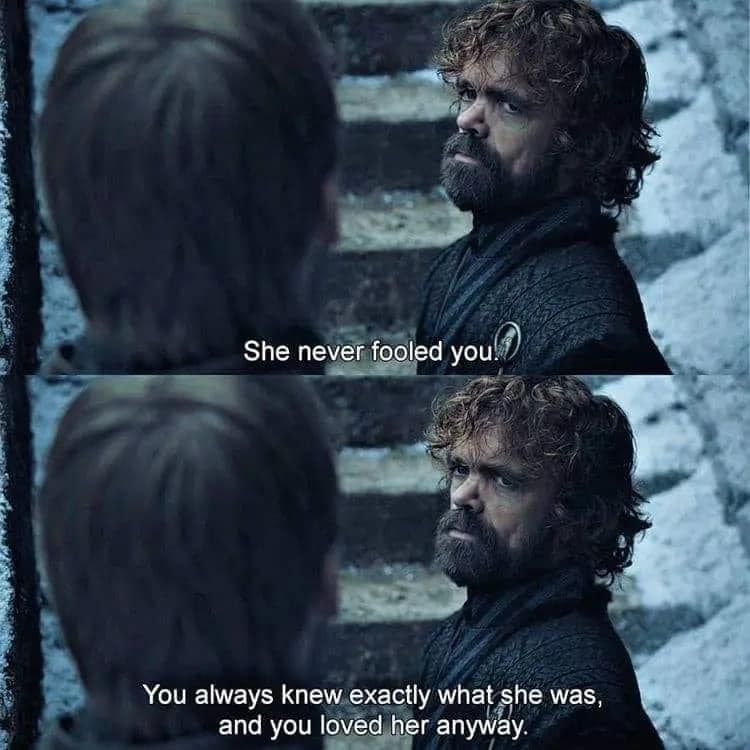 She never fooled you.
You always knew exactly what she was,
and you loved her anyway.